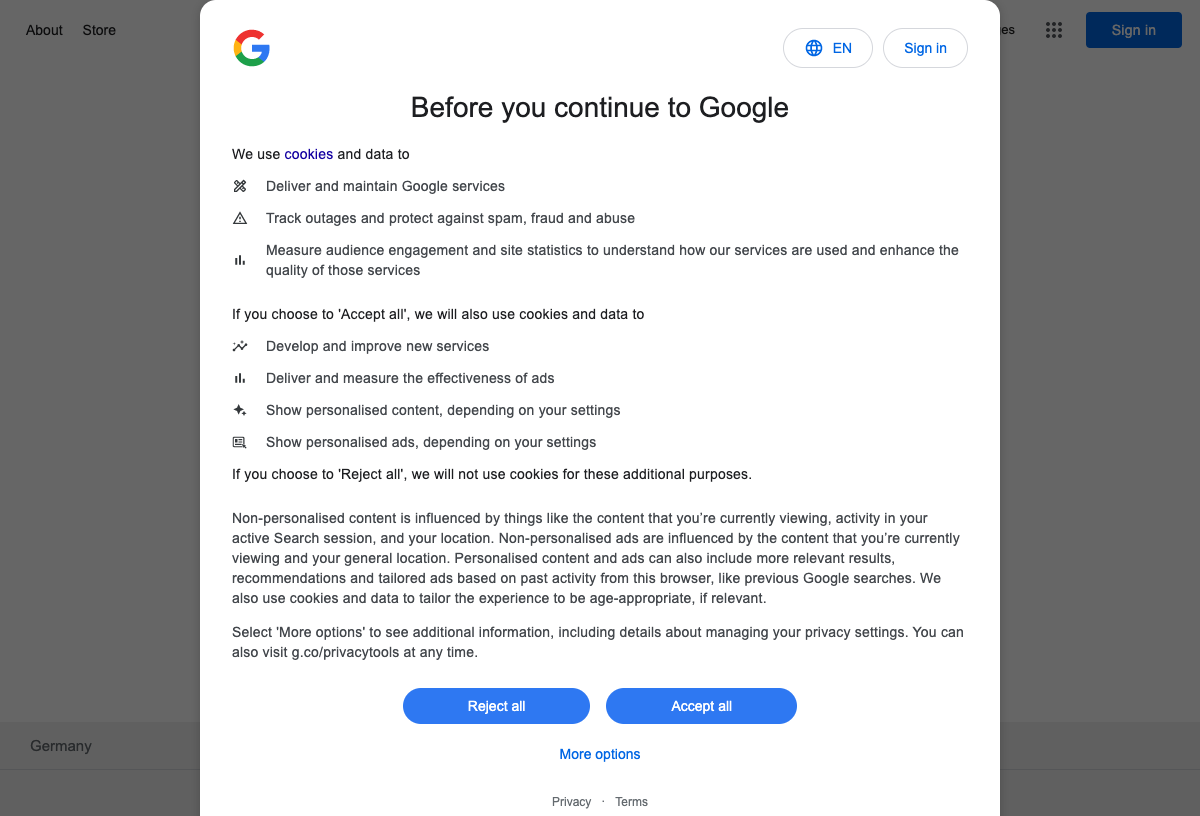 About Store
es
Sign in
EN
Sign in
Before you continue to Google
We use cookies and data to
Deliver and maintain Google services
Track outages and protect against spam, fraud and abuse
Measure audience engagement and site statistics to understand how our services are used and enhance the
quality of those services
If you choose to 'Accept all', we will also use cookies and data to
Develop and improve new services
Deliver and measure the effectiveness of ads
Show personalised content, depending on your settings
Show personalised ads, depending on your settings
If you choose to 'Reject all', we will not use cookies for these additional purposes.
Non-personalised content is influenced by things like the content that you’re currently viewing, activity in your
active Search session, and your location. Non-personalised ads are influenced by the content that you’re currently
viewing and your general location. Personalised content and ads can also include more relevant results,
recommendations and tailored ads based on past activity from this browser, like previous Google searches. We
also use cookies and data to tailor the experience to be age-appropriate, if relevant.
Select 'More options' to see additional information, including details about managing your privacy settings. You can
also visit g.co/privacytools at any time.
Reject all
Accept all
More options
Germany
Privacy · Terms